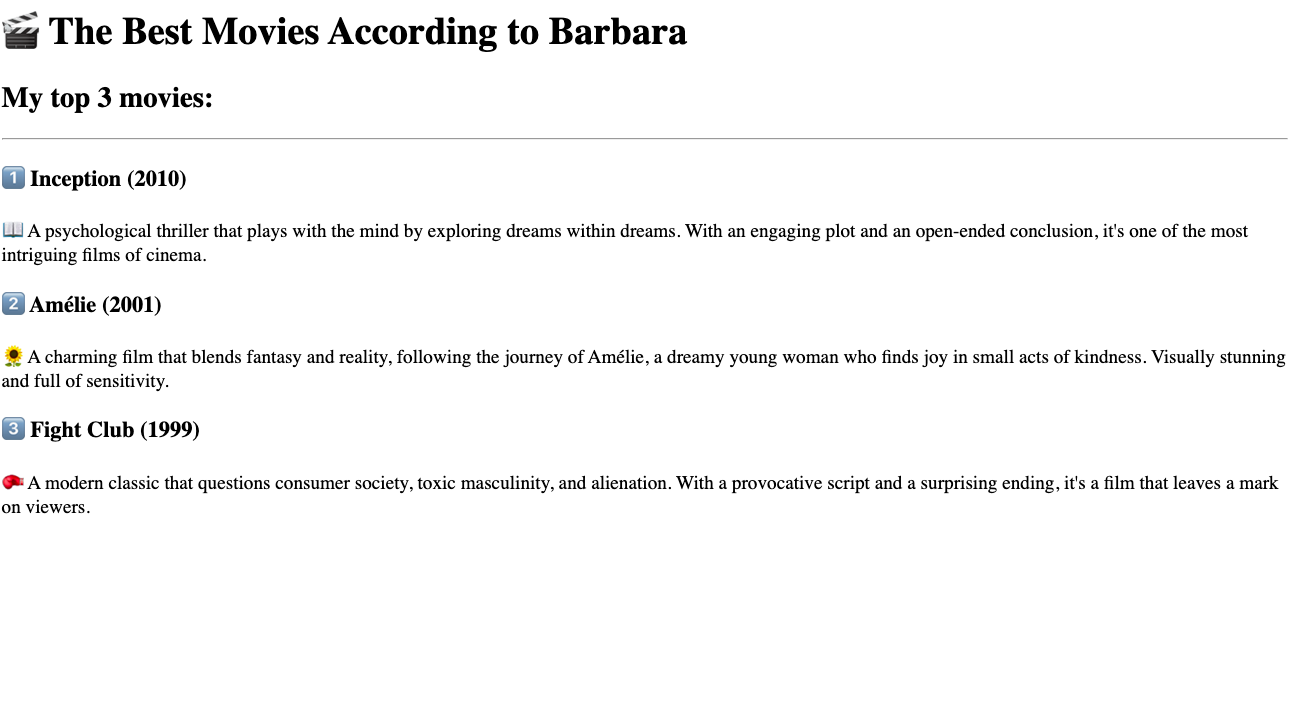 🎬 The Best Movies According to Barbara
My top 3 movies:
1️⃣ Inception (2010)
📖 A psychological thriller that plays with the mind by exploring dreams within dreams. With an engaging plot and an open-ended conclusion, it's one of the most
intriguing films of cinema.
2️⃣ Amélie (2001)
🌻 A charming film that blends fantasy and reality, following the journey of Amélie, a dreamy young woman who finds joy in small acts of kindness. Visually stunning
and full of sensitivity.
3️⃣ Fight Club (1999)
🥊 A modern classic that questions consumer society, toxic masculinity, and alienation. With a provocative script and a surprising ending, it's a film that leaves a mark
on viewers.